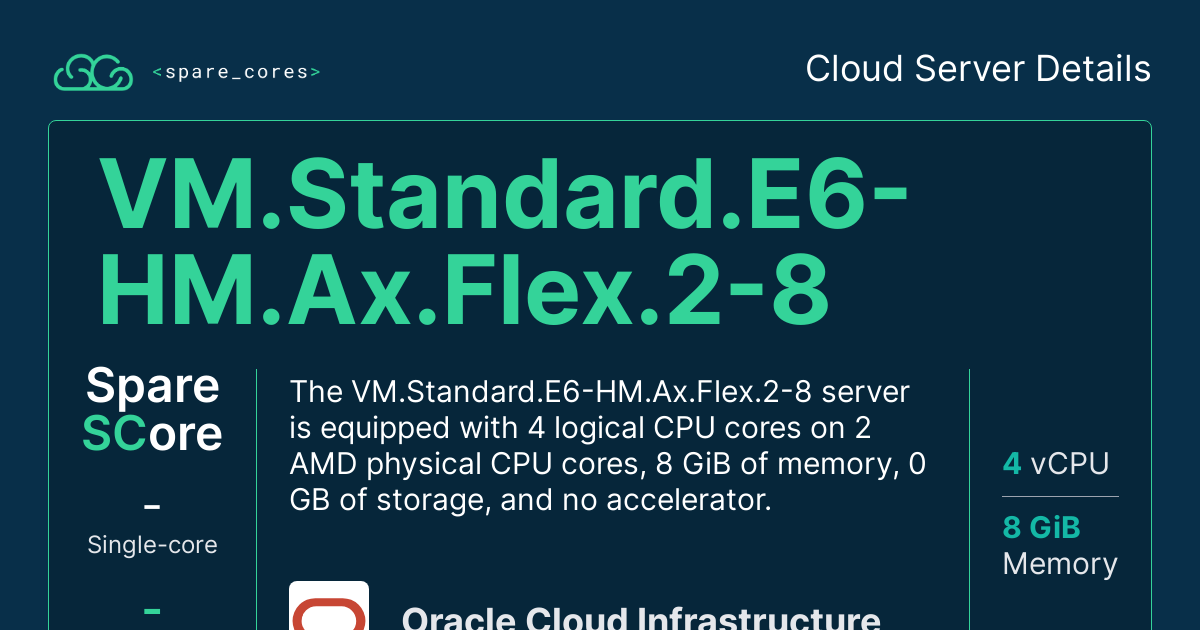 <spare_cores>
Cloud Server Details
VM.Standard.E6-
HM.Ax.Flex.2-8
Spare
SCore
-
Single-core
-
The VM.Standard.E6-HM.Ax.Flex.2-8 server
is equipped with 4 logical CPU cores on 2
AMD physical CPU cores, 8 GiB of memory, 0
GB of storage, and no accelerator.
Oracle Cloud Infrastructure
4 vCPU
8 GiB
Memory